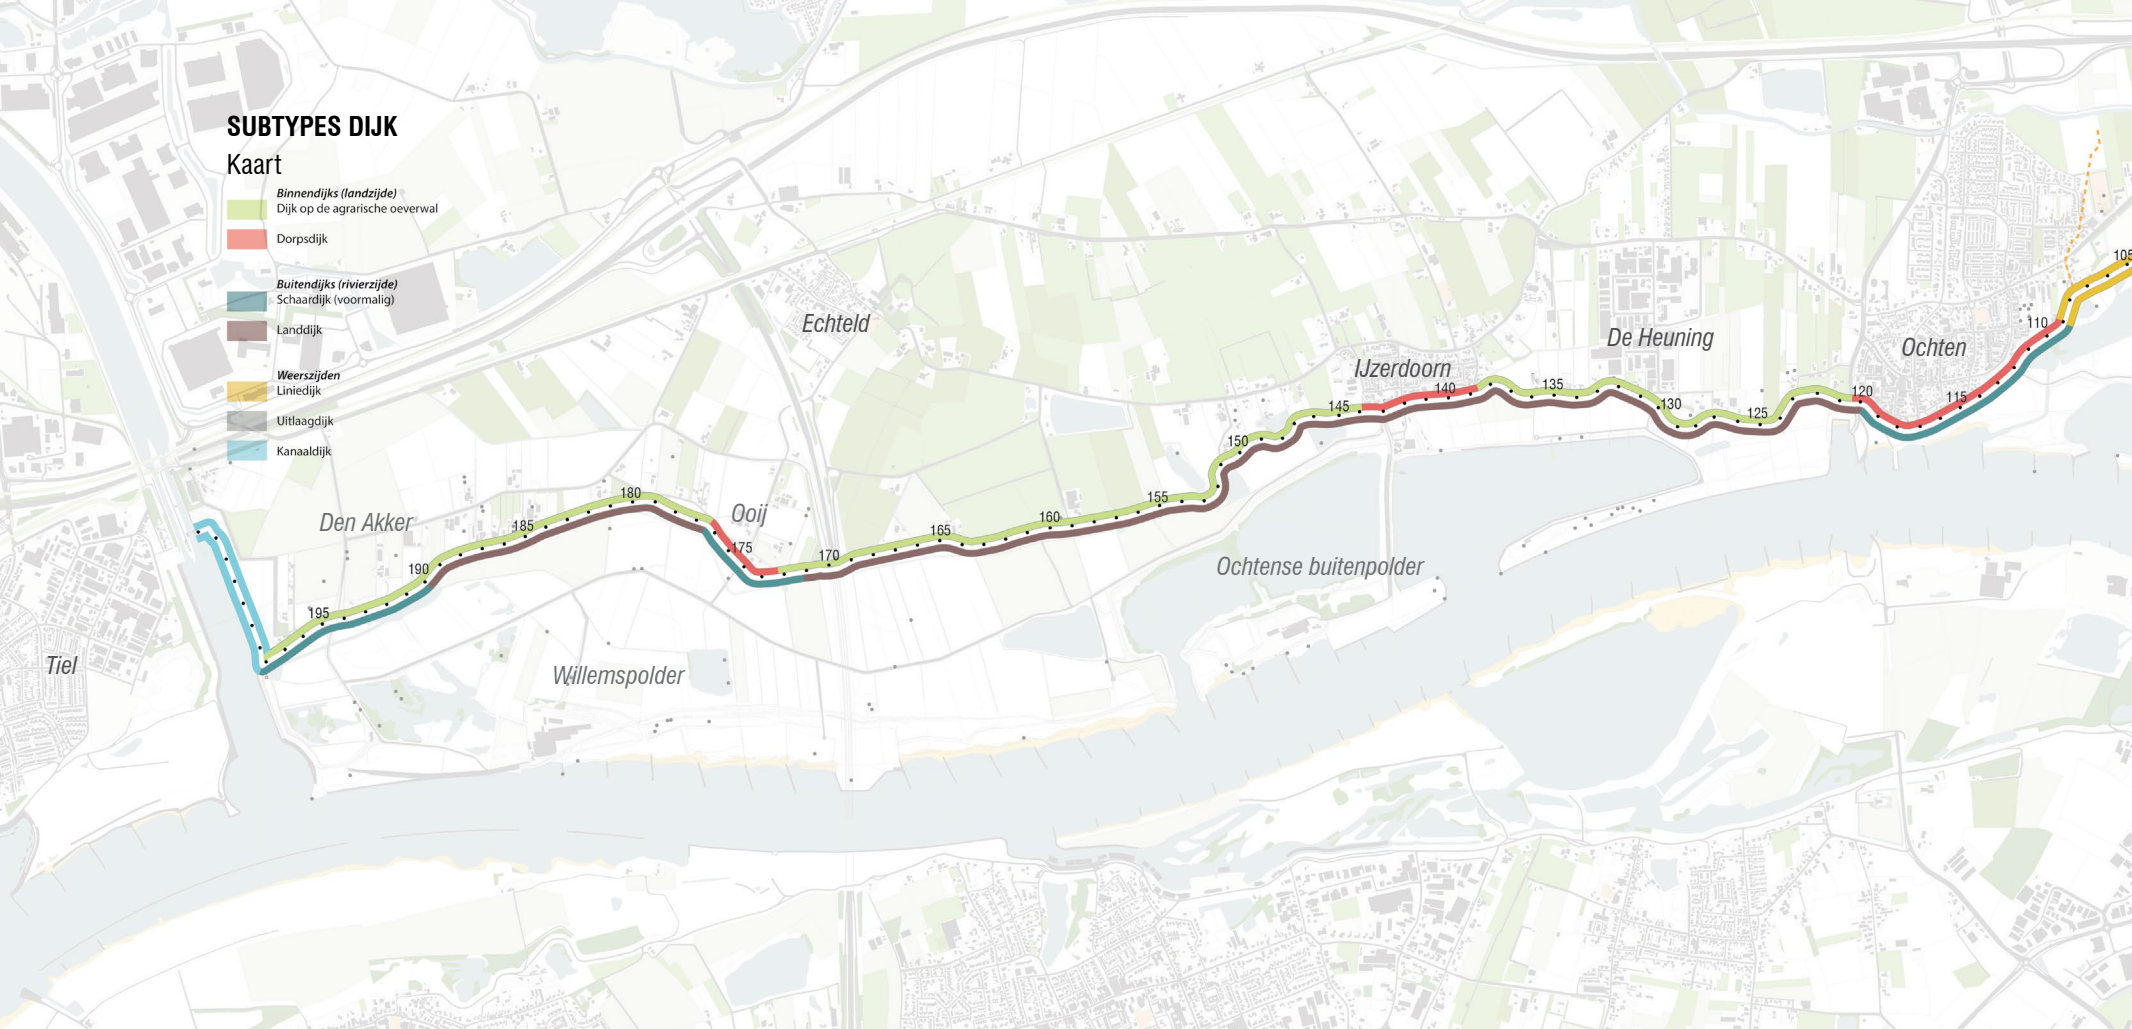 SUBTYPES DIJK
Kaart
Binnendijks (landzijde)
Dijk op de agrarische oeverwal
Dorpsdijk
Buitendijks (rivierzijde)
Schaardijk (voormalig)
Landdijk
Weerszijden
Liniedijk
Uitlaagdijk
Kanaaldijk
105
110
Ochten
De Heuning
Echteld
IJzerdoorn
115
120
125
130
135
140
145
150
155
160
165
170
175
180
185
190
195
Ooij
Den Akker
Ochtense buitenpolder
Tiel
Willemspolder